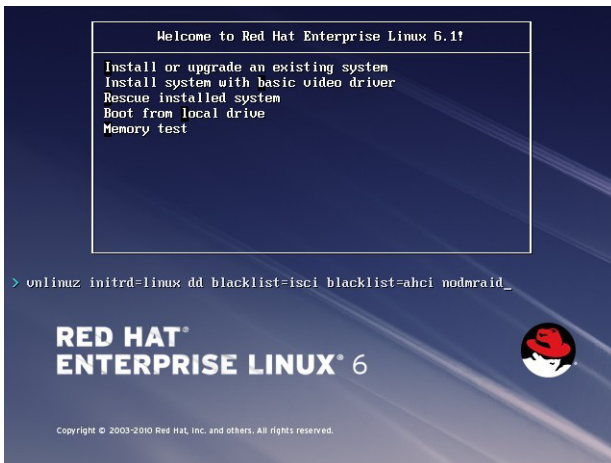 Welcome to Red Hat Enterprise Linux 6.1!
Install or upgrade an existing system
Install system with basic video driver
Rescue installed system
Boot from local drive
Memory test
> vmlinuz initrd=linux dd blacklist=isci blacklist=ahci nodmraid_
RED HAT®
ENTERPRISE LINUX® 6
Copyright © 2003-2010 Red Hat, Inc. and others. All rights reserved.